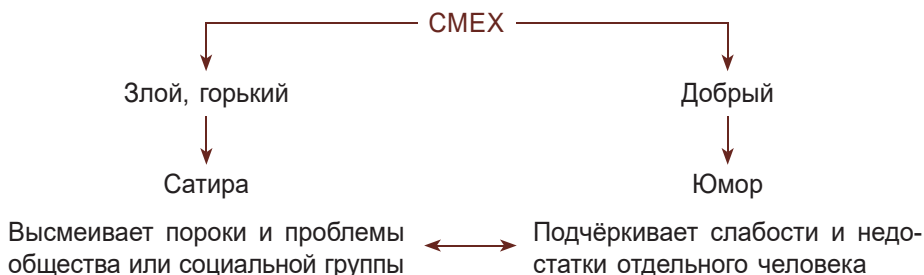 СМЕХ
Злой, горький
Добрый
Сатира
Юмор
Высмеивает пороки и проблемы
общества или социальной группы
Подчёркивает слабости и недо-
статки отдельного человека